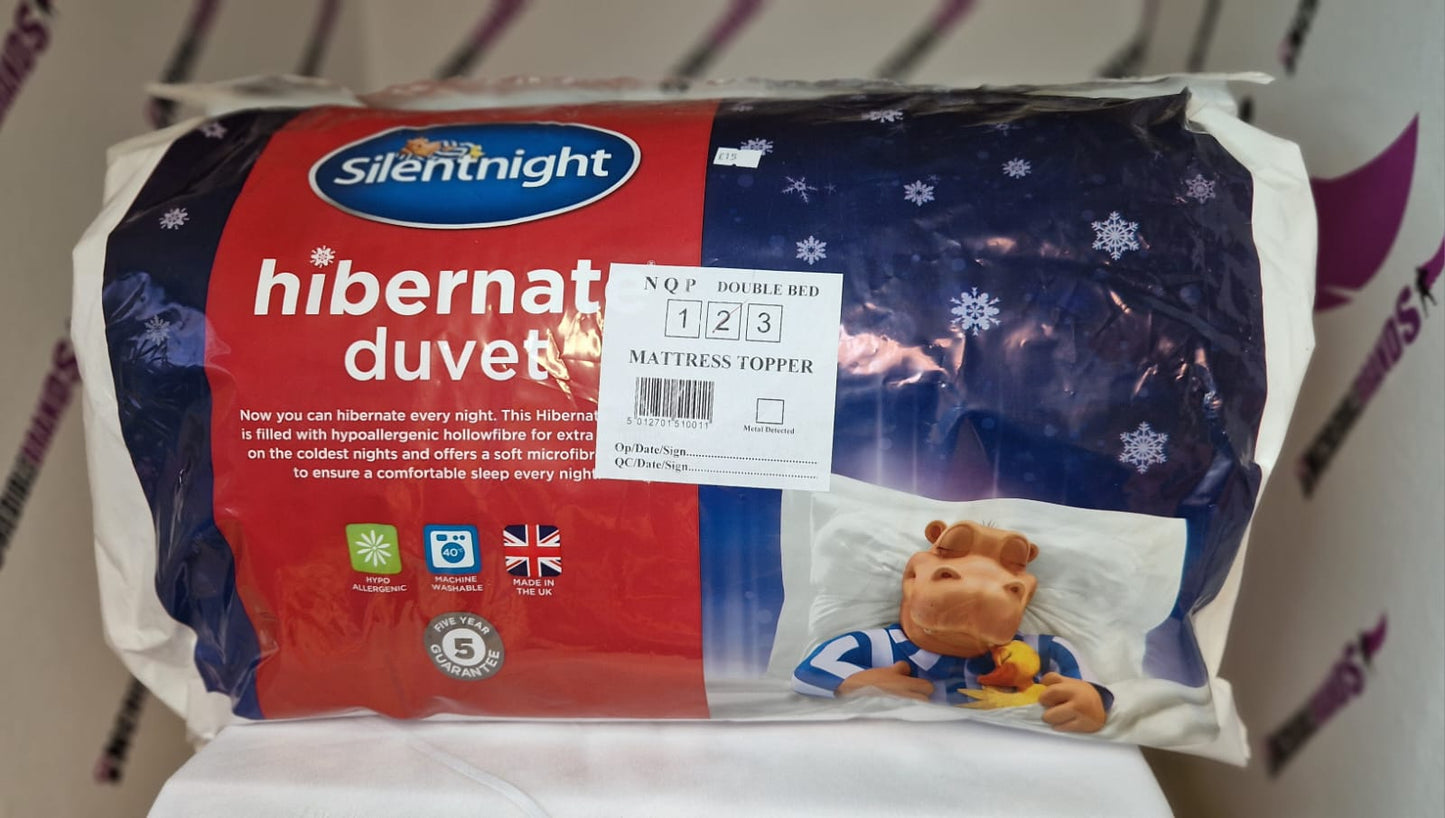 Silentnight
£15
hibernat
duvet
NQP DOUBLE BED
1 2 3
MATTRESS TOPPER
5 012701 510011
Metal Detected
Op/Date/Sign
QC/Date/Sign
Now you can hibernate every night. This Hibernat
is filled with hypoallergenic hollowfibre for extra
on the coldest nights and offers a soft microfibr
to ensure a comfortable sleep every night.
HYPO
ALLERGENIC
40°
MACHINE
WASHABLE
MADE IN
THE UK
FIVE YEAR
5
GUARANTEE